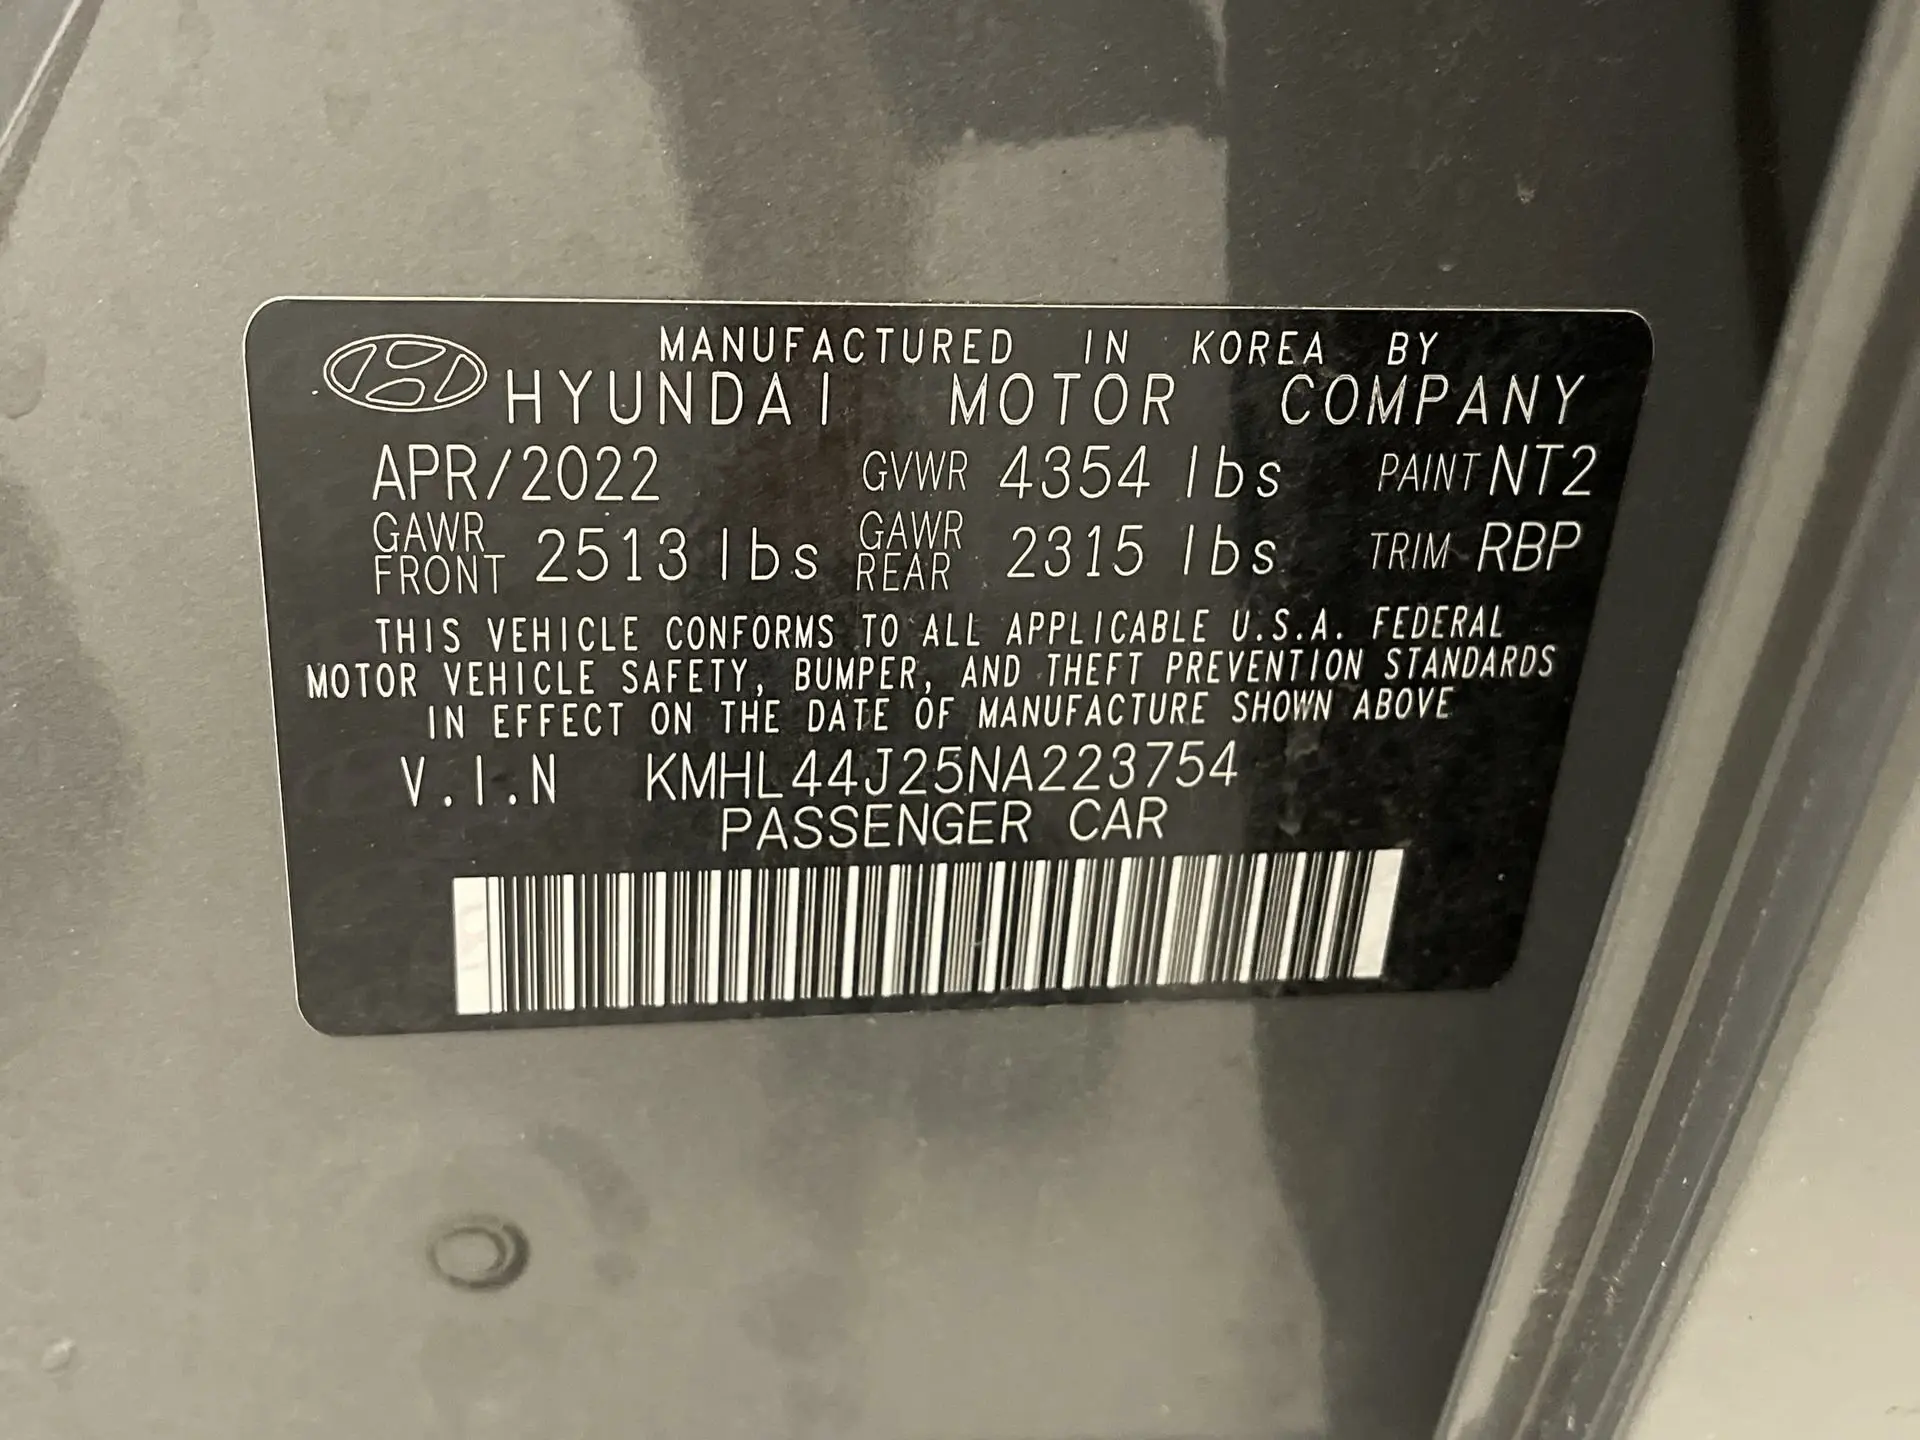 MANUFACTURED IN KOREA BY
HYUNDAI MOTOR COMPANY
APR/2022 GVWR 4354 lbs PAINT NT2
GAWR FRONT 2513 lbs GAWR REAR 2315 lbs TRIM RBP
THIS VEHICLE CONFORMS TO ALL APPLICABLE U.S.A. FEDERAL
MOTOR VEHICLE SAFETY, BUMPER, AND THEFT PREVENTION STANDARDS
IN EFFECT ON THE DATE OF MANUFACTURE SHOWN ABOVE
V.I.N KMHL44J25NA223754
PASSENGER CAR